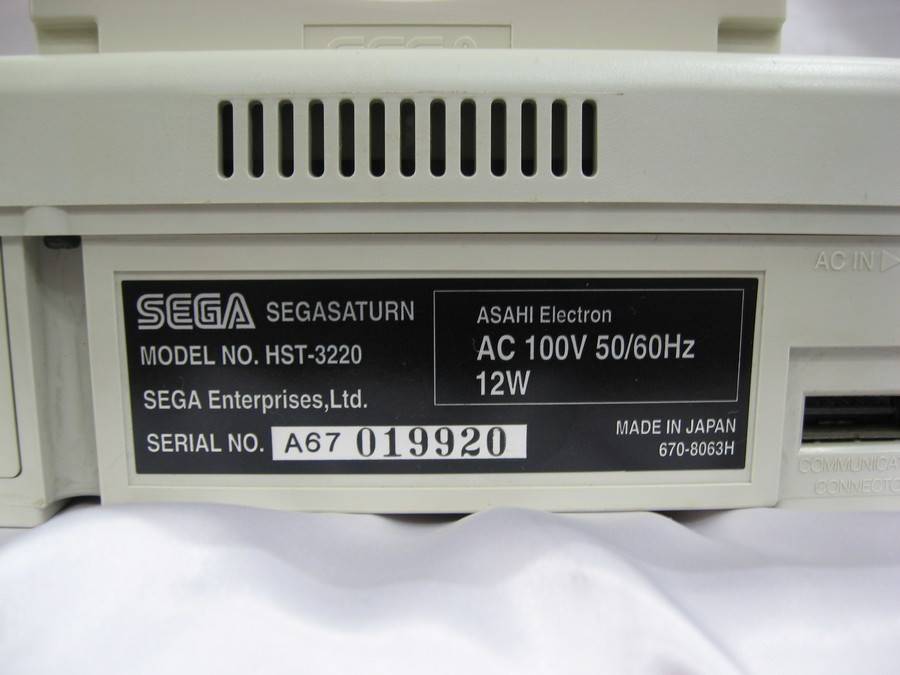 SEGA
AC IN
SEGA SEGASATURN
MODEL NO. HST-3220
SEGA Enterprises,Ltd.
SERIAL NO. A67 019920
ASAHI Electron
AC 100V 50/60Hz
12W
MADE IN JAPAN
670-8063H